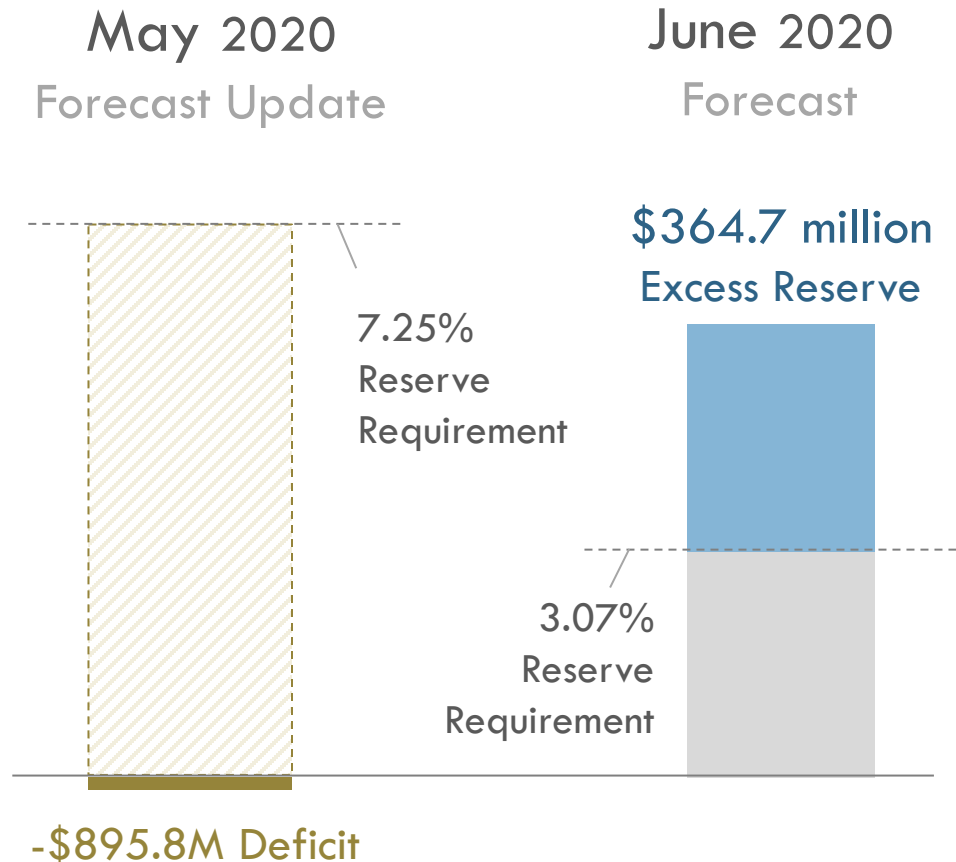 May 2020
Forecast Update
7.25%
Reserve
Requirement
-$895.8M Deficit
June 2020
Forecast
$364.7 million
Excess Reserve
3.07%
Reserve
Requirement